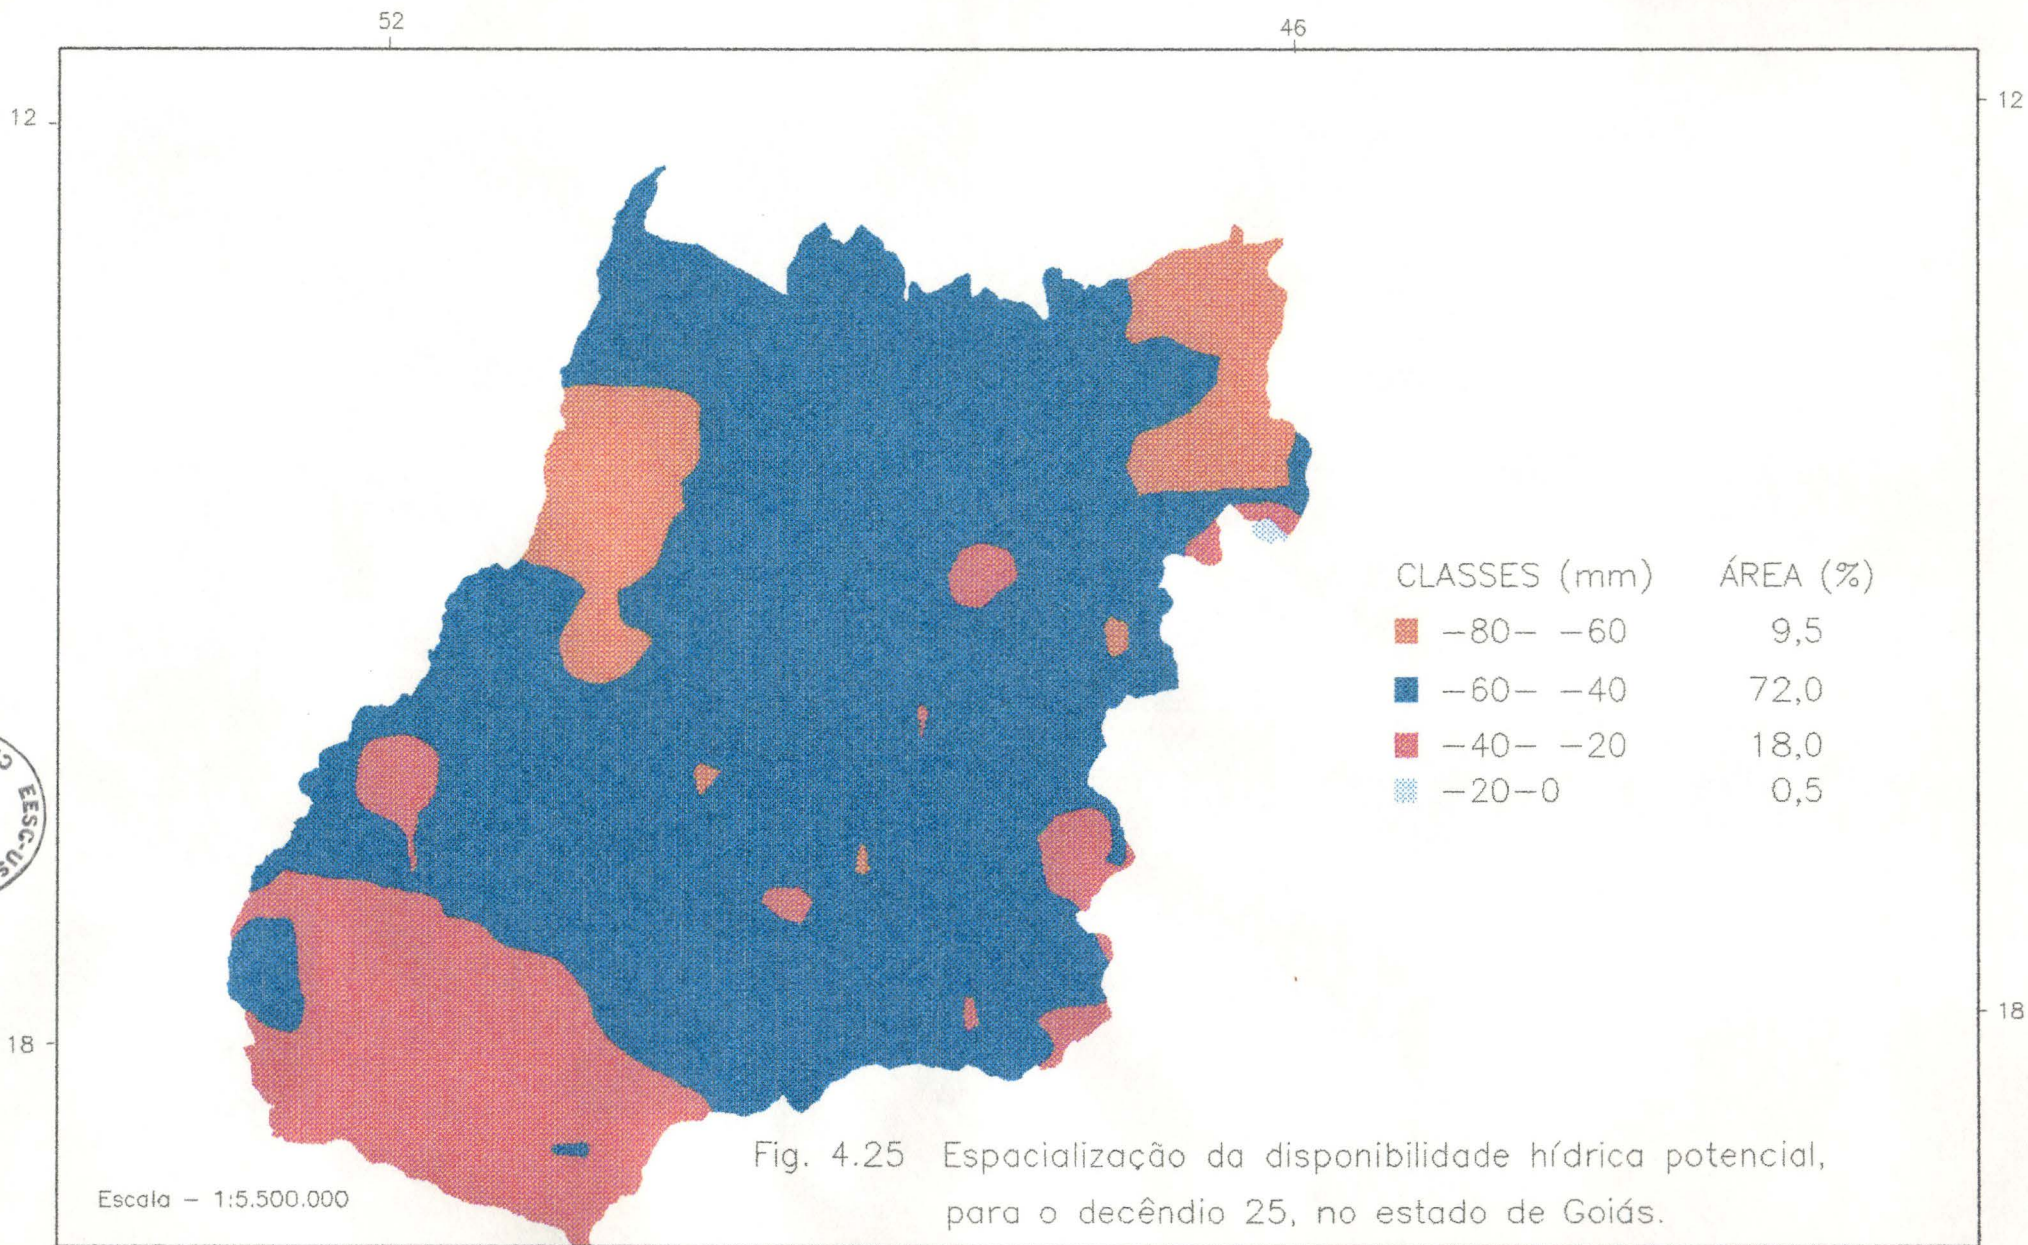 52 46
12 12
CLASSES (mm) ÁREA (%)
-80- -60 9,5
-60- -40 72,0
-40- -20 18,0
-20-0 0,5
EESC-US
18 18
Fig. 4.25 Espacialização da disponibilidade hídrica potencial,
para o decêndio 25, no estado de Goiás.
Escala - 1:5.500.000